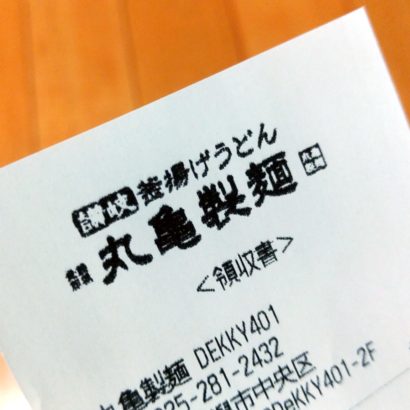 讃岐 釜揚げうどん
丸亀製麺
<領収書>
丸亀製麺 DEKKY401
025-281-2432
潟市中央区
DeKKY401-2F